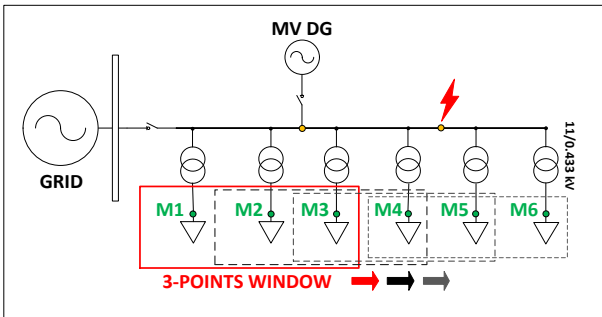 MV DG
GRID
11/0.433 kV
M1 M2 M3 M4 M5 M6
3-POINTS WINDOW